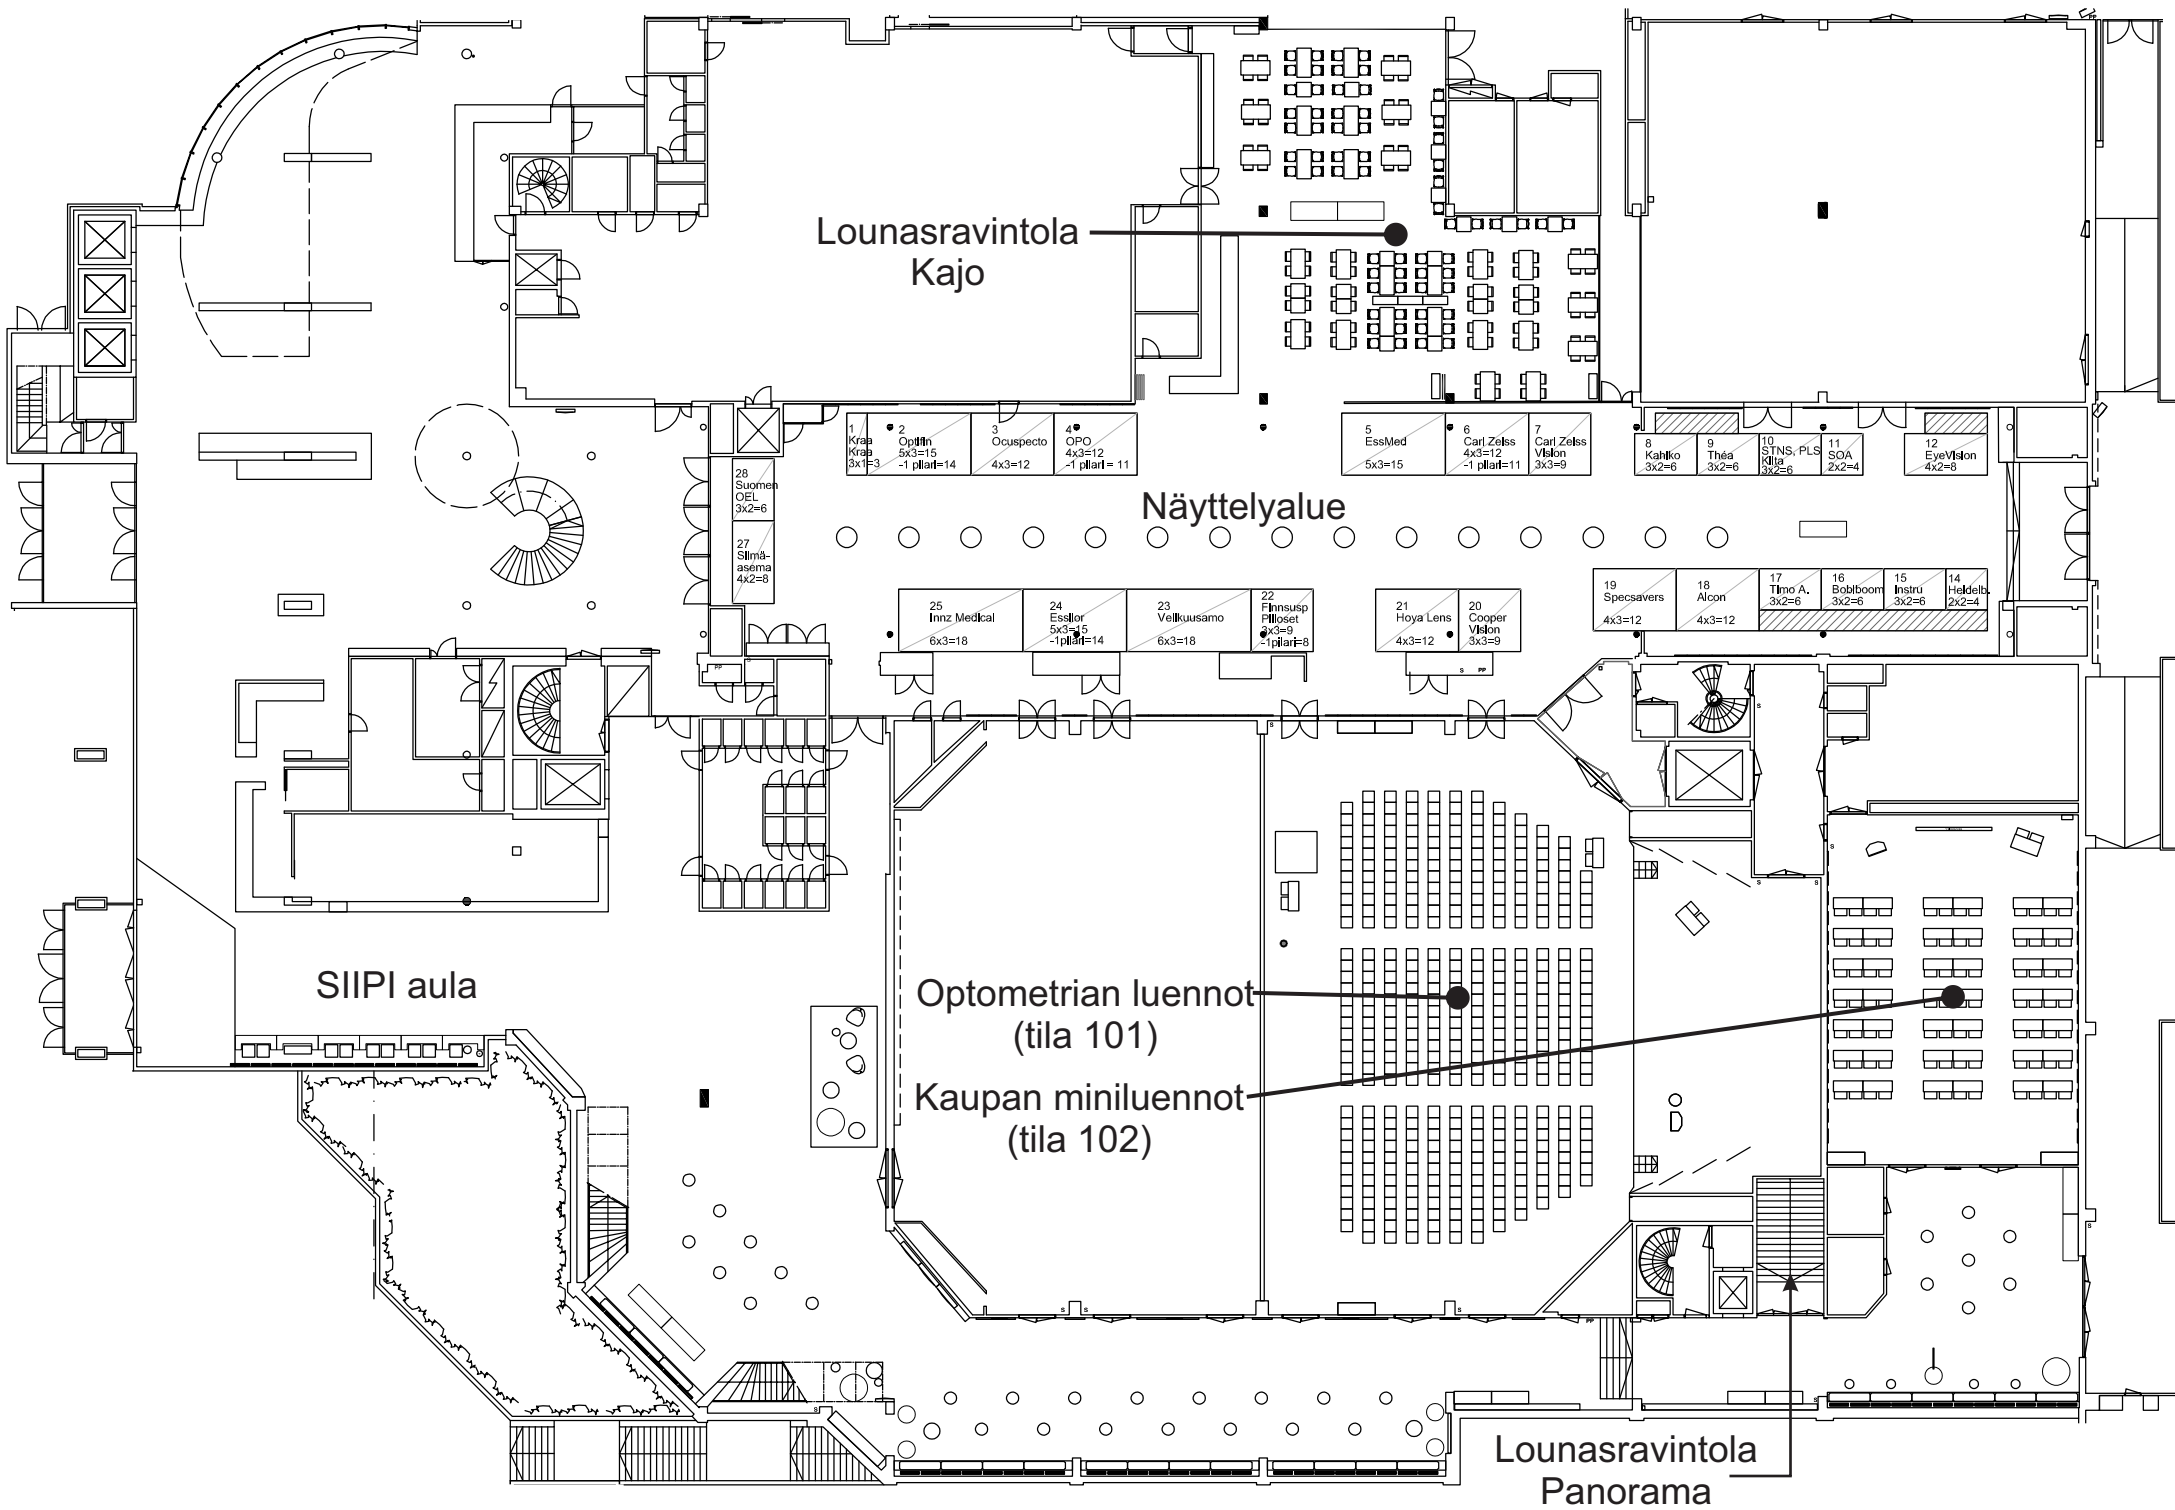 Lounasravintola
Kajo
1
Kraa
Kraa
3x1=3
2
Optifin
5x3=15
-1 pilari=14
3
Ocuspecto
4x3=12
4
OPO
4x3=12
-1 pilari = 11
5
EssMed
5x3=15
6
Carl Zeiss
4x3=12
-1 pilari=11
7
Carl Zeiss
Vision
3x3=9
8
Kahiko
3x2=6
9
Théa
3x2=6
10
STNS, PLS
Kilta
3x2=6
11
SOA
2x2=4
12
EyeVision
4x2=8
28
Suomen
OEL
3x2=6
27
Silmä-
asema
4x2=8
Näyttelyalue
25
Innz Medical
6x3=18
24
Essilor
5x3=15
-1pilari=14
23
Veikkuusamo
6x3=18
22
Finnsusp
Piiloset
3x3=9
-1pilari=8
21
Hoya Lens
4x3=12
20
Cooper
Vision
3x3=9
19
Specsavers
4x3=12
18
Alcon
4x3=12
17
Timo A.
3x2=6
16
Bobiboom
3x2=6
15
Instru
3x2=6
14
Heidelb.
2x2=4
SIIPI aula
Optometrian luennot
(tila 101)
Kaupan miniluennot
(tila 102)
Lounasravintola
Panorama